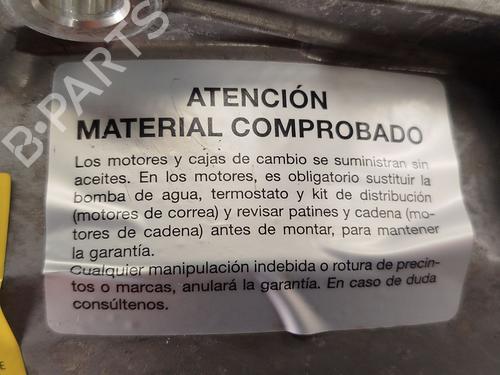 B-PARTS
ATENCIÓN
MATERIAL COMPROBADO
Los motores y cajas de cambio se suministran sin
aceites. En los motores, es obligatorio sustituir la
bomba de agua, termostato y kit de distribución
(motores de correa) y revisar patines y cadena (mo-
tores de cadena) antes de montar, para mantener
la garantía.
Cualquier manipulación indebida o rotura de precin-
tos o marcas, anulará la garantía. En caso de duda
consúltenos.